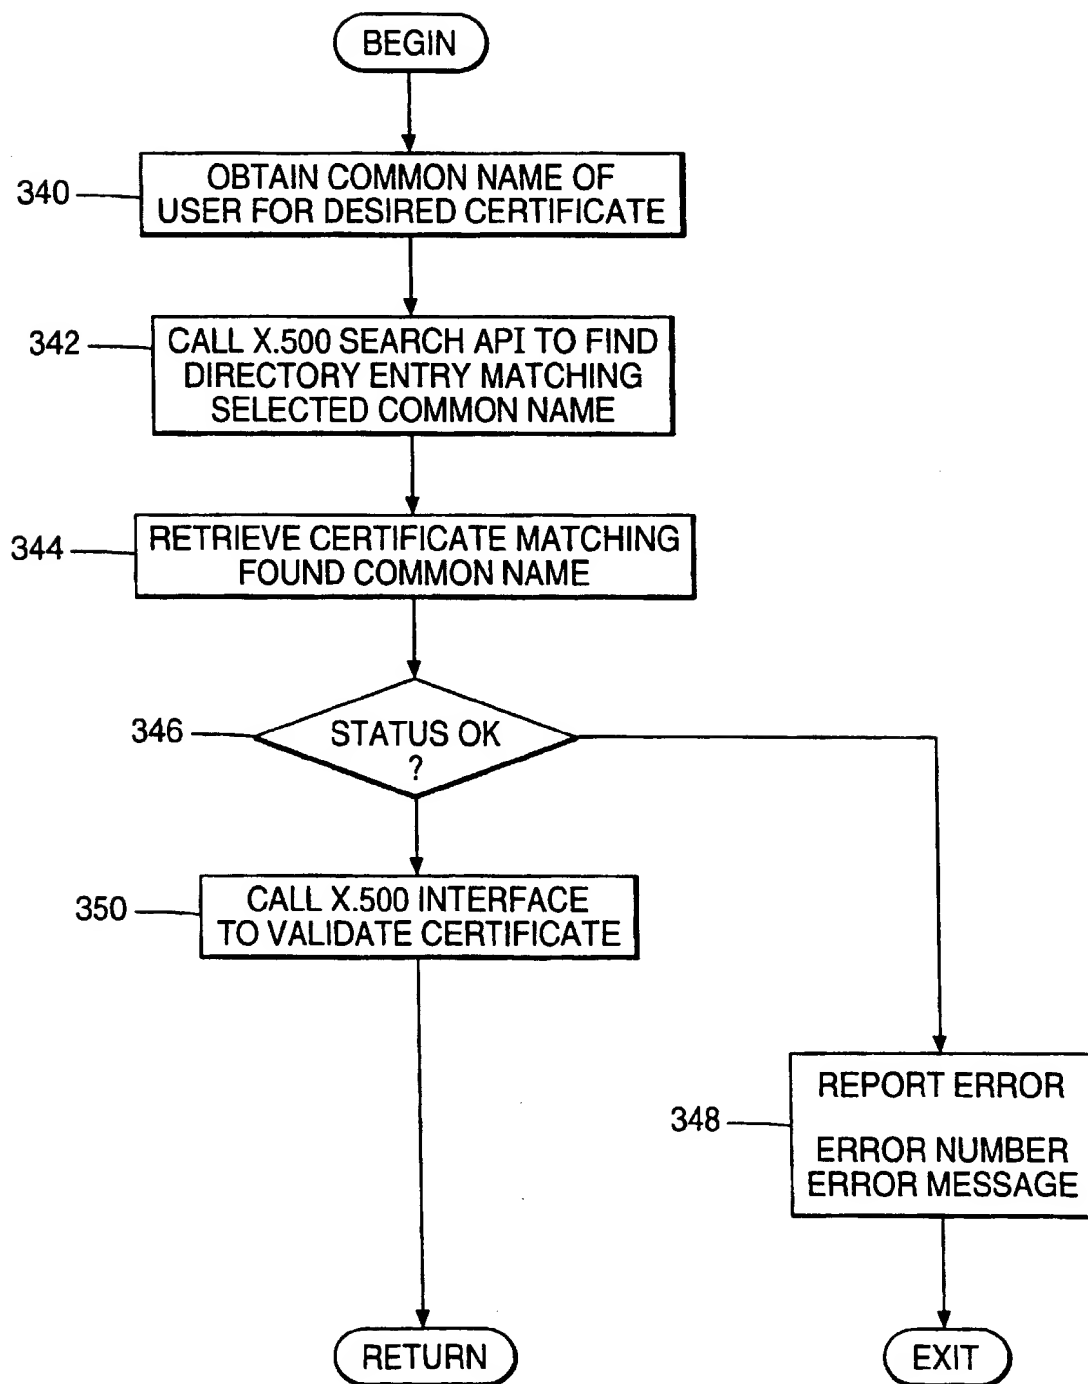 BEGIN
340
OBTAIN COMMON NAME OF
USER FOR DESIRED CERTIFICATE
342
CALL X.500 SEARCH API TO FIND
DIRECTORY ENTRY MATCHING
SELECTED COMMON NAME
344
RETRIEVE CERTIFICATE MATCHING
FOUND COMMON NAME
346
STATUS OK
?
350
CALL X.500 INTERFACE
TO VALIDATE CERTIFICATE
348
REPORT ERROR
ERROR NUMBER
ERROR MESSAGE
RETURN
EXIT